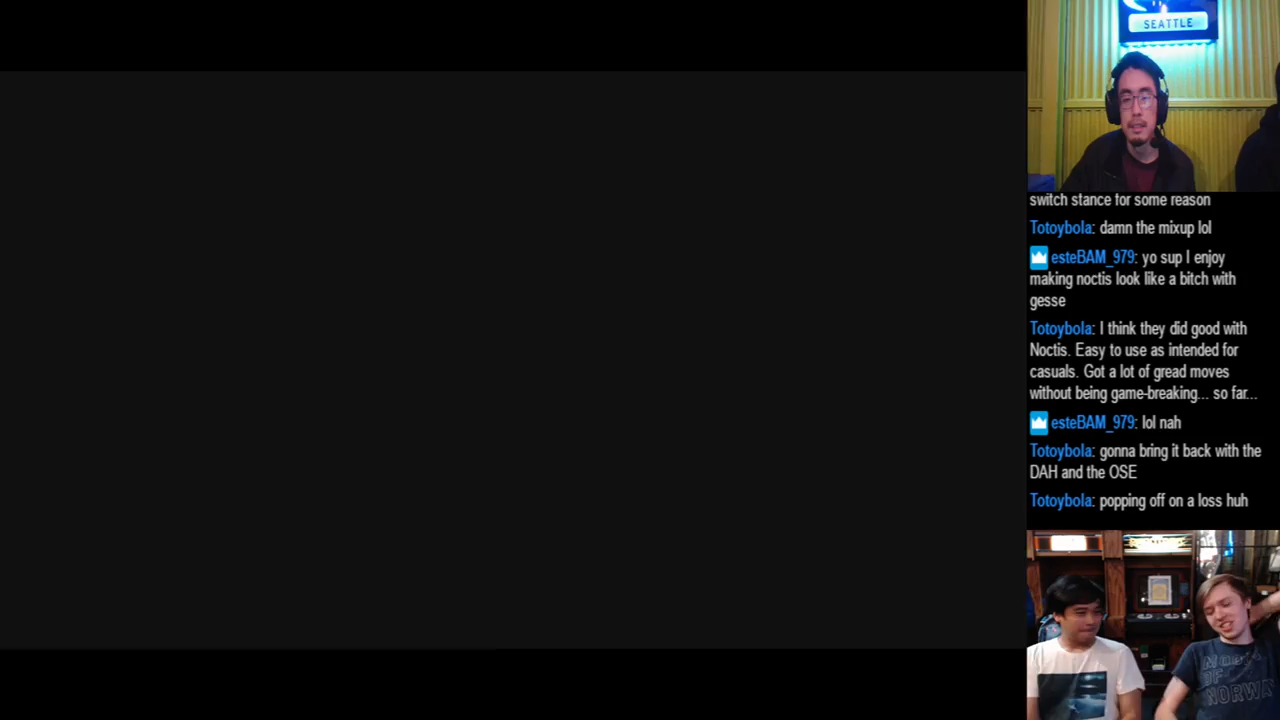 SEATTLE
switch stance for some reason
Totoybola: damn the mixup lol
esteBAM_979: yo sup I enjoy
making noctis look like a bitch with
gesse
Totoybola: I think they did good with
Noctis. Easy to use as intended for
casuals. Got a lot of gread moves
without being game-breaking... so far...
esteBAM_979: lol nah
Totoybola: gonna bring it back with the
DAH and the OSE
Totoybola: popping off on a loss huh
OF
NORWAY